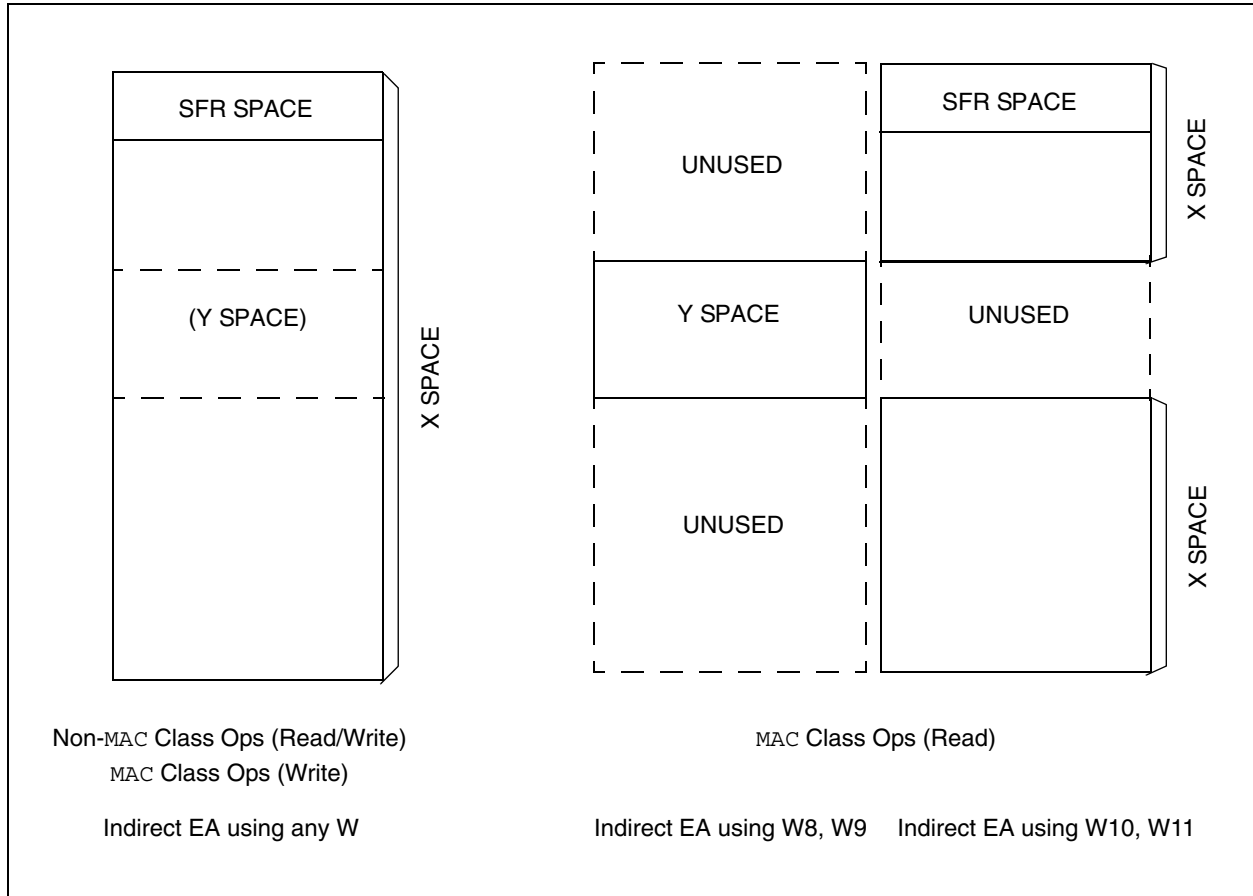 SFR SPACE
(Y SPACE)
X SPACE
Non-MAC Class Ops (Read/Write)
MAC Class Ops (Write)
Indirect EA using any W
UNUSED
Y SPACE
UNUSED
SFR SPACE
X SPACE
UNUSED
X SPACE
MAC Class Ops (Read)
Indirect EA using W8, W9
Indirect EA using W10, W11